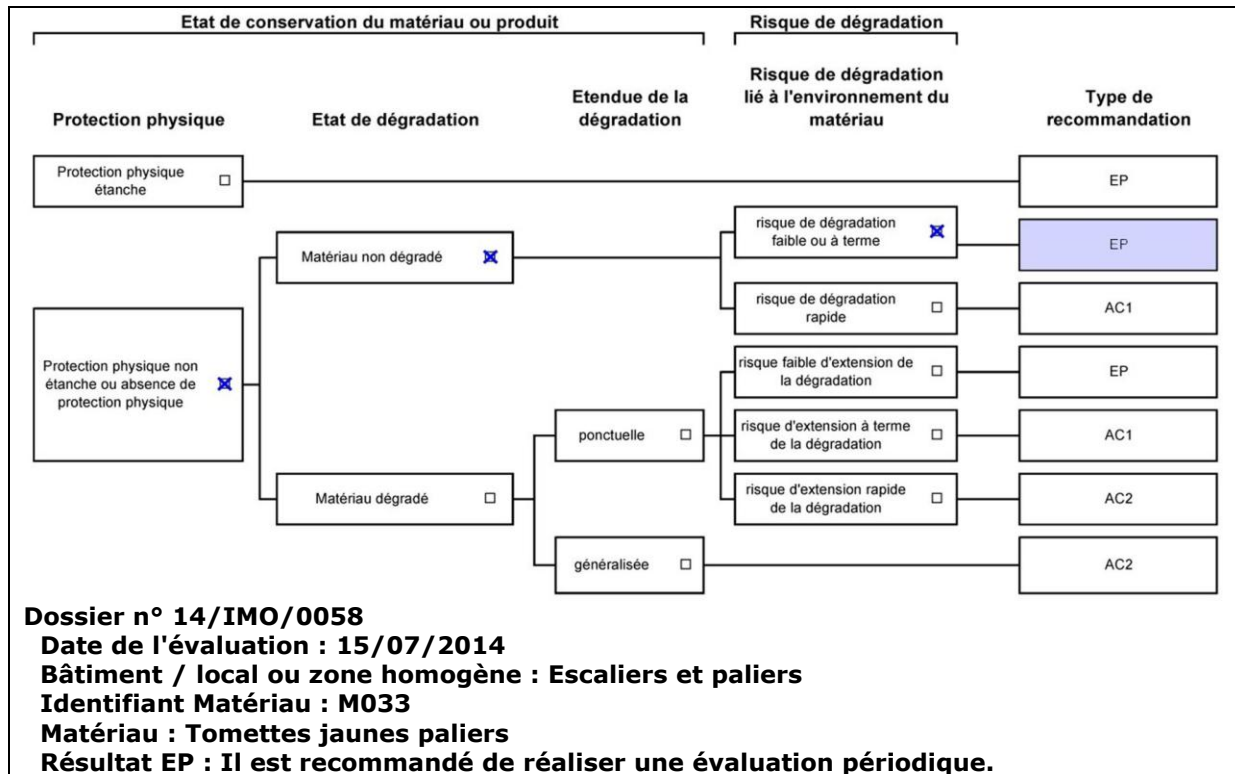 Etat de conservation du matériau ou produit
Risque de dégradation
Protection physique
Etat de dégradation
Etendue de la
dégradation
Risque de dégradation
lié à l'environnement du
matériau
Type de
recommandation
Protection physique
étanche
EP
risque de dégradation
faible ou à terme
EP
Matériau non dégradé
risque de dégradation
rapide
AC1
Protection physique non
étanche ou absence de
protection physique
risque faible d'extension de
la dégradation
EP
ponctuelle
risque d'extension à terme
de la dégradation
AC1
Matériau dégradé
risque d'extension rapide
de la dégradation
AC2
généralisée
AC2
Dossier n° 14/IMO/0058
Date de l'évaluation : 15/07/2014
Bâtiment / local ou zone homogène : Escaliers et paliers
Identifiant Matériau : M033
Matériau : Tomettes jaunes paliers
Résultat EP : Il est recommandé de réaliser une évaluation périodique.